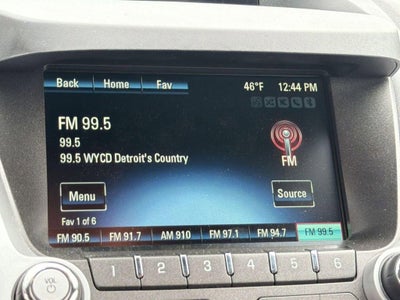 Back Home Fav 46°F 12:44 PM
FM 99.5
99.5
99.5 WYCD Detroit's Country
FM
Menu Source
Fav 1 of 6
FM 90.5 FM 91.7 AM 910 FM 97.1 FM 94.7 FM 99.5
VOL
1 2 3 4 5 6